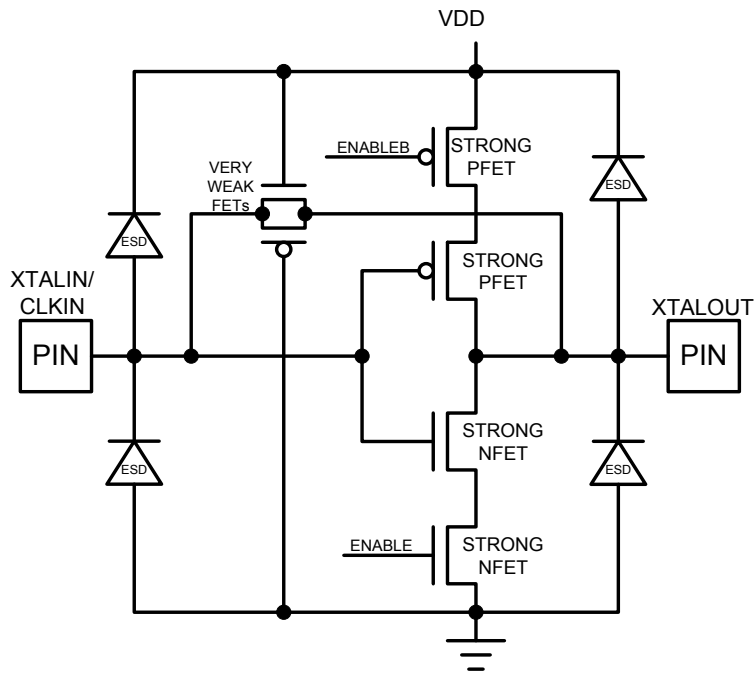 VDD
ENABLEB
STRONG
PFET
VERY
WEAK
FETs
ESD
ESD
STRONG
PFET
XTALIN/
CLKIN
PIN
XTALOUT
PIN
STRONG
NFET
ESD
ESD
ENABLE
STRONG
NFET